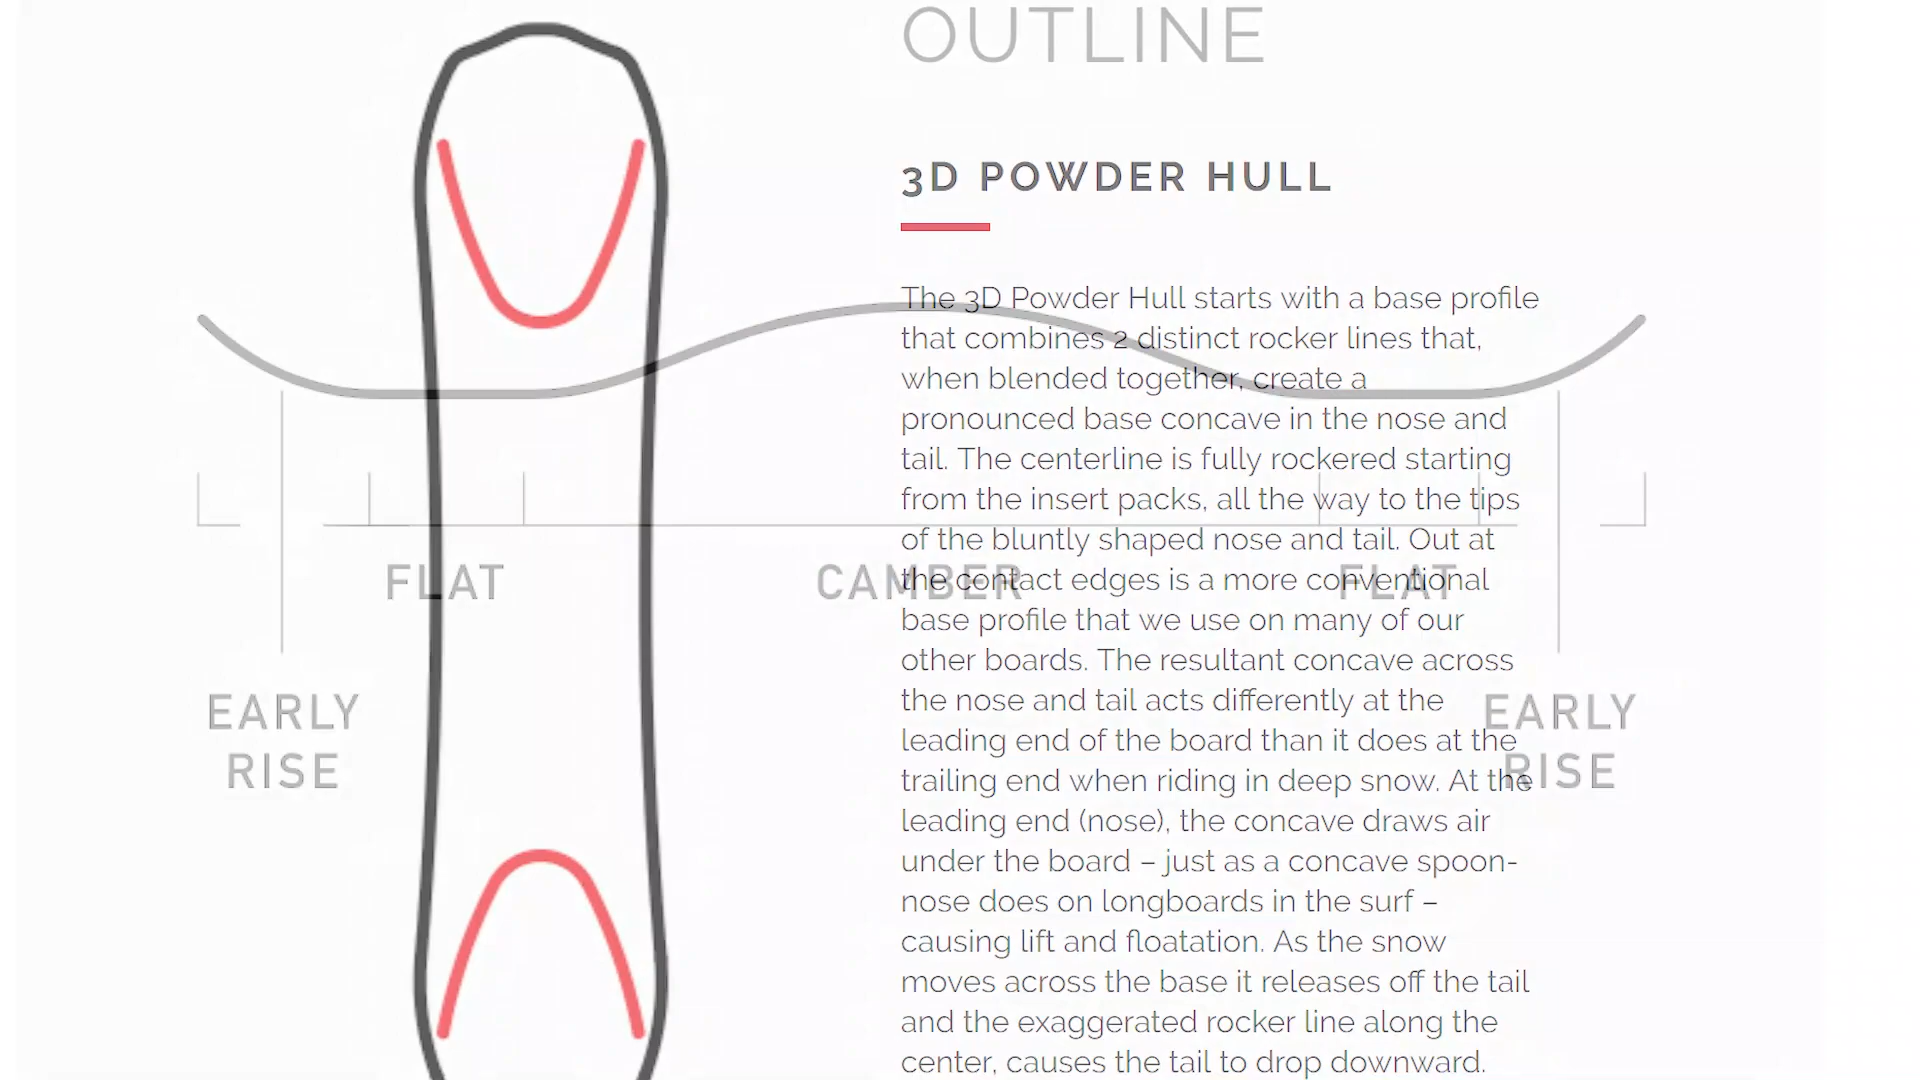 OUTLINE
3D POWDER HULL
The 3D Powder Hull starts with a base profile
that combines 2 distinct rocker lines that,
when blended together, create a
pronounced base concave in the nose and
tail. The centerline is fully rockered starting
from the insert packs, all the way to the tips
of the bluntly shaped nose and tail. Out at
the contact edges is a more conventional
base profile that we use on many of our
other boards. The resultant concave across
the nose and tail acts differently at the
leading end of the board than it does at the
trailing end when riding in deep snow. At the
leading end (nose), the concave draws air
under the board – just as a concave spoon-
nose does on longboards in the surf –
causing lift and floatation. As the snow
moves across the base it releases off the tail
and the exaggerated rocker line along the
center, causes the tail to drop downward.
FLAT
CAMBER
FLAT
EARLY
RISE
EARLY
RISE